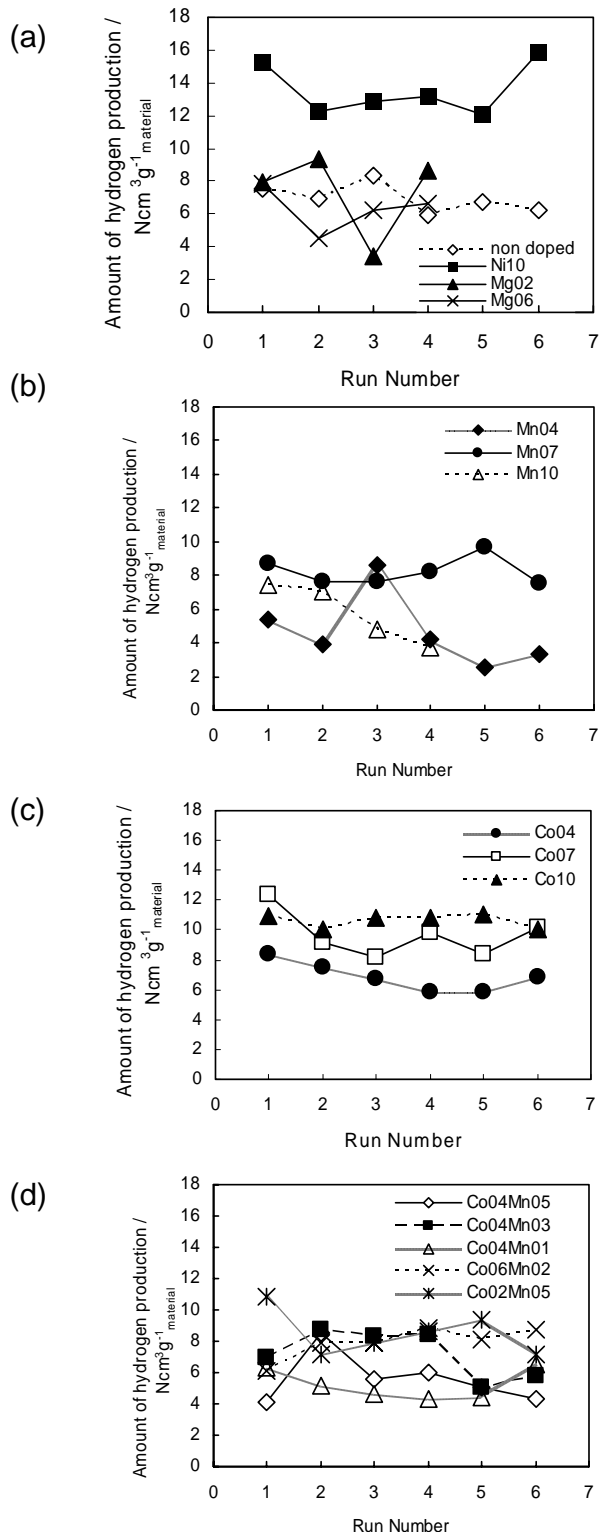 (a)
Amount of hydrogen production /
Ncm ³g⁻¹material
18
16
14
12
10
8
6
4
2
0
non doped
Ni10
Mg02
Mg06
0 1 2 3 4 5 6 7
Run Number
(b)
Amount of hydrogen production /
Ncm³g⁻¹material
18
16
14
12
10
8
6
4
2
0
Mn04
Mn07
Mn10
0 1 2 3 4 5 6 7
Run Number
(c)
Amount of hydrogen production /
Ncm ³g⁻¹material
18
16
14
12
10
8
6
4
2
0
Co04
Co07
Co10
0 1 2 3 4 5 6 7
Run Number
(d)
Amount of hydrogen production /
Ncm³g⁻¹material
18
16
14
12
10
8
6
4
2
0
Co04Mn05
Co04Mn03
Co04Mn01
Co06Mn02
Co02Mn05
0 1 2 3 4 5 6 7
Run Number